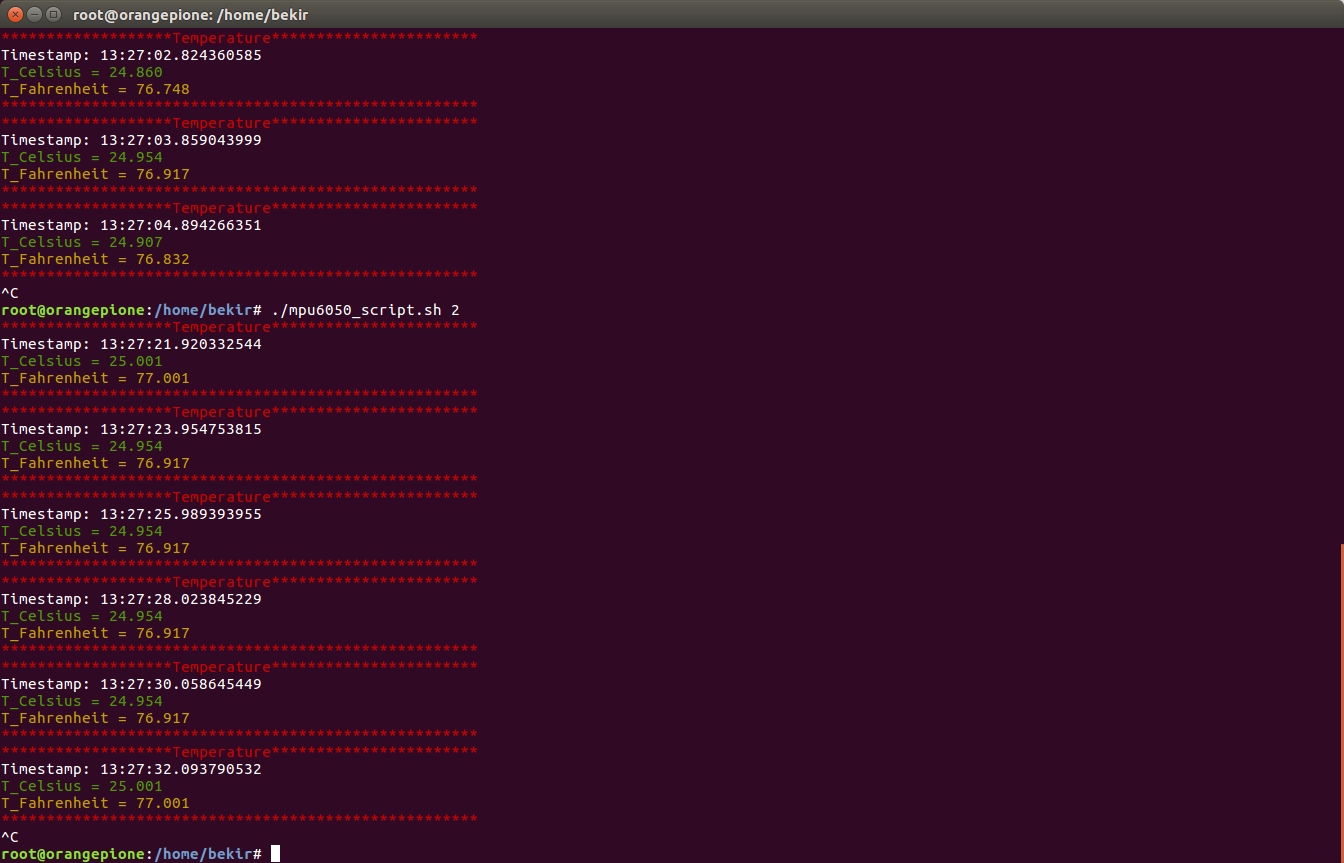 root@orangepione: /home/bekir
*******************Temperature***********************
Timestamp: 13:27:02.824360585
T_Celsius = 24.860
T_Fahrenheit = 76.748
*****************************************************
*******************Temperature***********************
Timestamp: 13:27:03.859043999
T_Celsius = 24.954
T_Fahrenheit = 76.917
*****************************************************
*******************Temperature***********************
Timestamp: 13:27:04.894266351
T_Celsius = 24.907
T_Fahrenheit = 76.832
*****************************************************
^C
root@orangepione:/home/bekir# ./mpu6050_script.sh 2
*******************Temperature***********************
Timestamp: 13:27:21.920332544
T_Celsius = 25.001
T_Fahrenheit = 77.001
*****************************************************
*******************Temperature***********************
Timestamp: 13:27:23.954753815
T_Celsius = 24.954
T_Fahrenheit = 76.917
*****************************************************
*******************Temperature***********************
Timestamp: 13:27:25.989393955
T_Celsius = 24.954
T_Fahrenheit = 76.917
*****************************************************
*******************Temperature***********************
Timestamp: 13:27:28.023845229
T_Celsius = 24.954
T_Fahrenheit = 76.917
*****************************************************
*******************Temperature***********************
Timestamp: 13:27:30.058645449
T_Celsius = 24.954
T_Fahrenheit = 76.917
*****************************************************
*******************Temperature***********************
Timestamp: 13:27:32.093790532
T_Celsius = 25.001
T_Fahrenheit = 77.001
*****************************************************
^C
root@orangepione:/home/bekir#